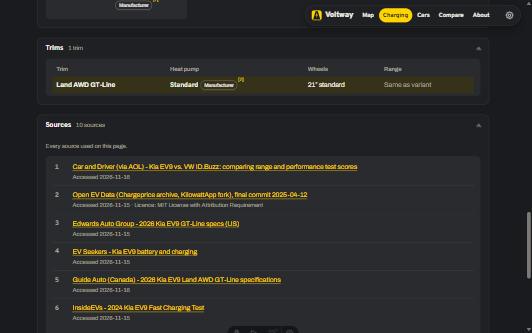 Manufacturer
Voltway Map Charging Cars Compare About
Trims 1 trim
Trim Heat pump Wheels Range
Land AWD GT-Line Standard Manufacturer 21" standard Same as variant
Sources 10 sources
Every source used on this page.
1 Car and Driver (via AOL) - Kia EV9 vs. VW ID.Buzz: comparing range and performance test scores
Accessed 2026-11-18
2 Open EV Data (Chargeprice archive, KilowattApp fork), final commit 2025-04-12
Accessed 2026-11-15 · Licence: MIT License with Attribution Requirement
3 Edwards Auto Group - 2026 Kia EV9 GT-Line specs (US)
Accessed 2026-11-15
4 EV Seekers - Kia EV9 battery and charging
Accessed 2026-11-15
5 Guide Auto (Canada) - 2026 Kia EV9 Land AWD GT-Line specifications
Accessed 2026-11-15
6 InsideEVs - 2024 Kia EV9 Fast Charging Test
Accessed 2026-11-15